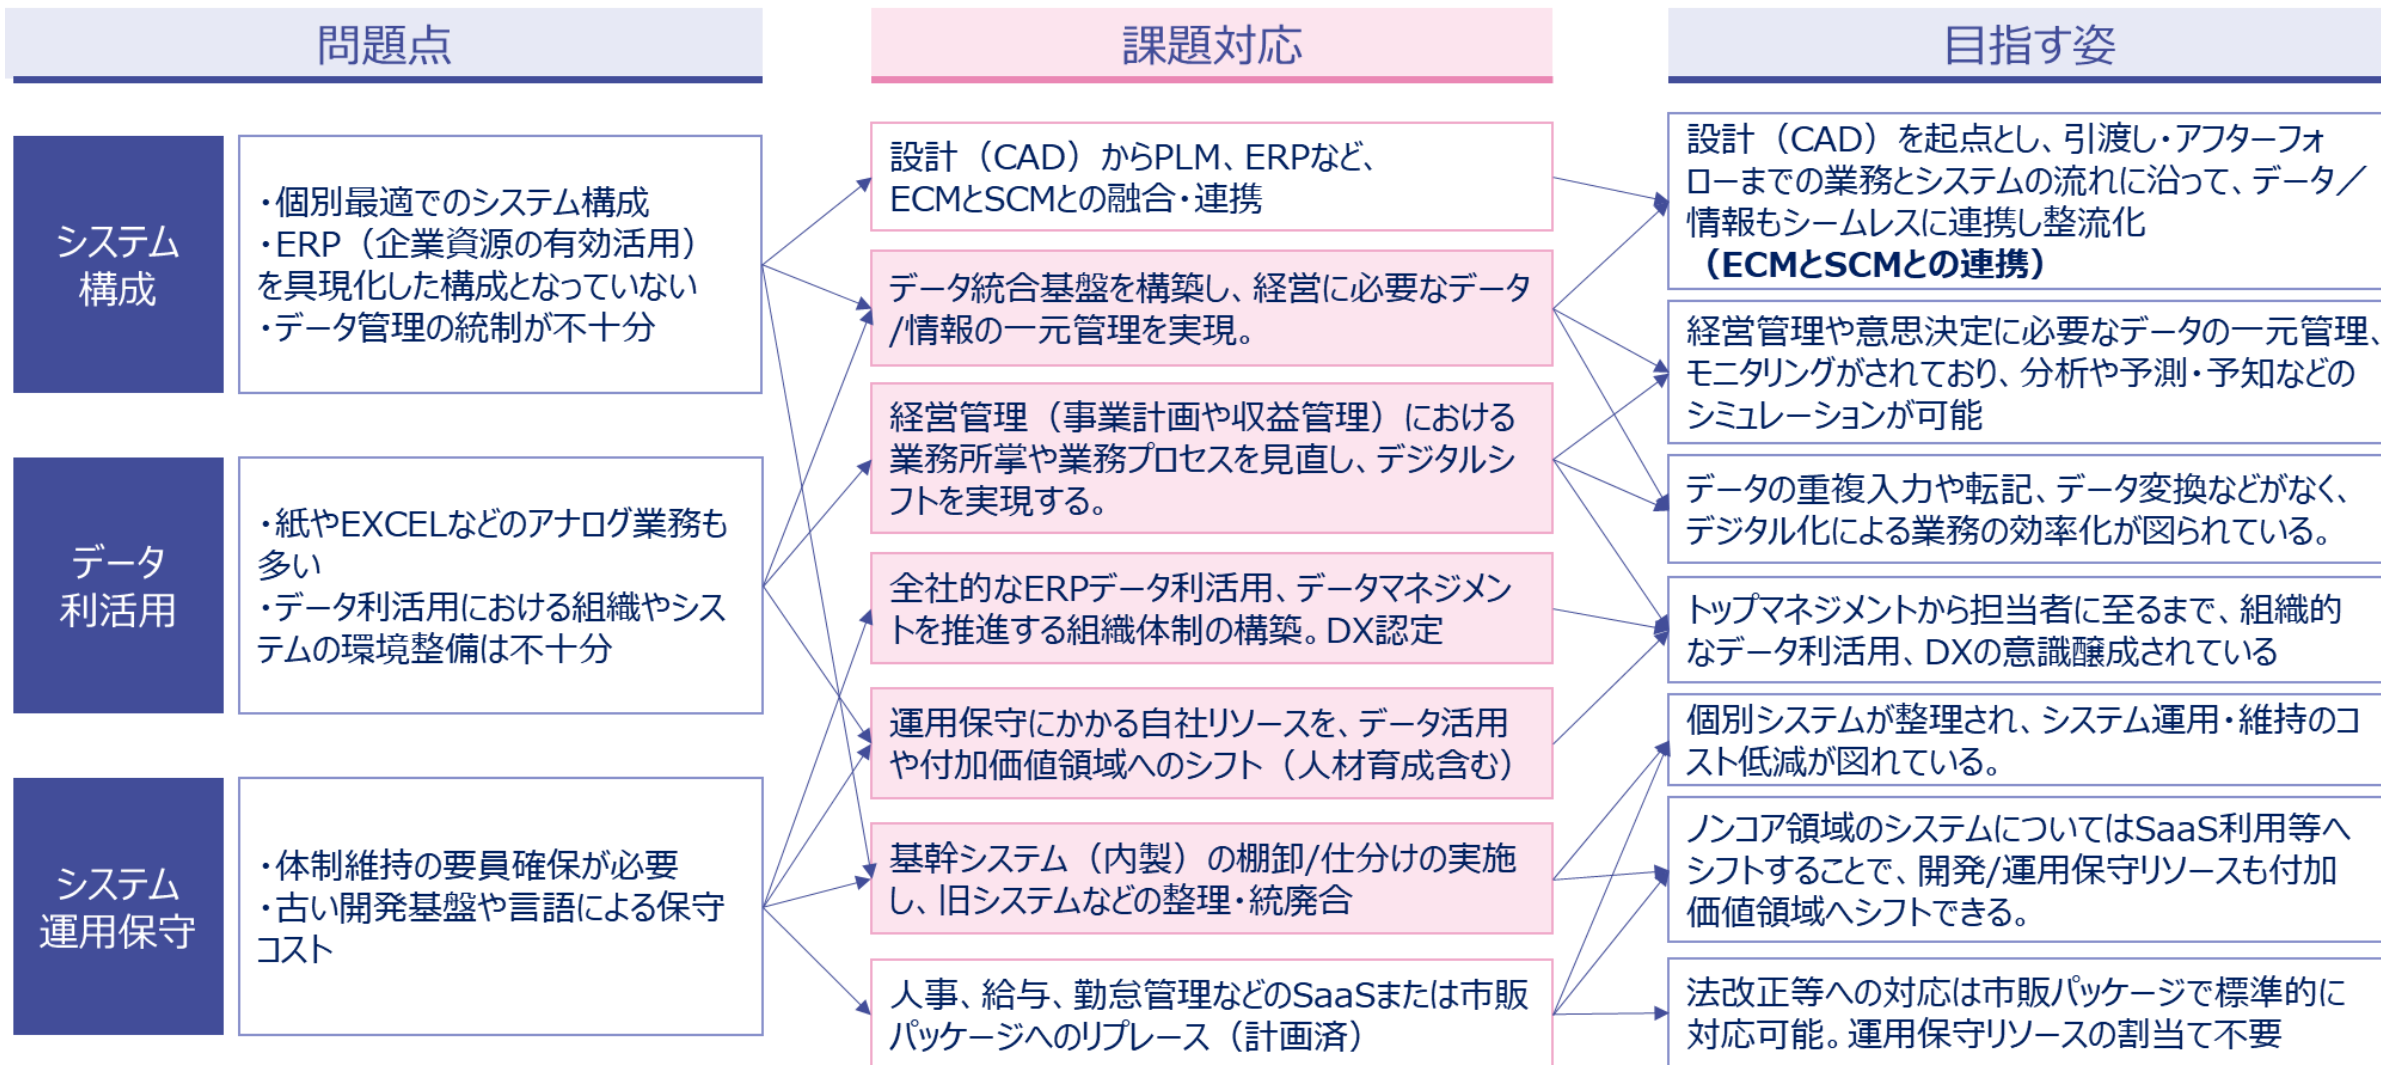 問題点
課題対応
目指す姿
システム
構成
・個別最適でのシステム構成
・ERP（企業資源の有効活用）
を具現化した構成となっていない
・データ管理の統制が不十分
データ
利活用
・紙やEXCELなどのアナログ業務も
多い
・データ利活用における組織やシス
テムの環境整備は不十分
システム
運用保守
・体制維持の要員確保が必要
・古い開発基盤や言語による保守
コスト
設計（CAD）からPLM、ERPなど、
ECMとSCMとの融合・連携
データ統合基盤を構築し、経営に必要なデータ
/情報の一元管理を実現。
経営管理（事業計画や収益管理）における
業務所掌や業務プロセスを見直し、デジタルシ
フトを実現する。
全社的なERPデータ利活用、データマネジメン
トを推進する組織体制の構築。DX認定
運用保守にかかる自社リソースを、データ活用
や付加価値領域へのシフト（人材育成含む）
基幹システム（内製）の棚卸/仕分けの実施
し、旧システムなどの整理・統廃合
人事、給与、勤怠管理などのSaaSまたは市販
パッケージへのリプレース（計画済）
設計（CAD）を起点とし、引渡し・アフターフォ
ローまでの業務とシステムの流れに沿って、データ／
情報もシームレスに連携し整流化
（ECMとSCMとの連携）
経営管理や意思決定に必要なデータの一元管理、
モニタリングがされており、分析や予測・予知などの
シミュレーションが可能
データの重複入力や転記、データ変換などがなく、
デジタル化による業務の効率化が図られている。
トップマネジメントから担当者に至るまで、組織的
なデータ利活用、DXの意識醸成されている
個別システムが整理され、システム運用・維持のコ
スト低減が図れている。
ノンコア領域のシステムについてはSaaS利用等へ
シフトすることで、開発/運用保守リソースも付加
価値領域へシフトできる。
法改正等への対応は市販パッケージで標準的に
対応可能。運用保守リソースの割当て不要